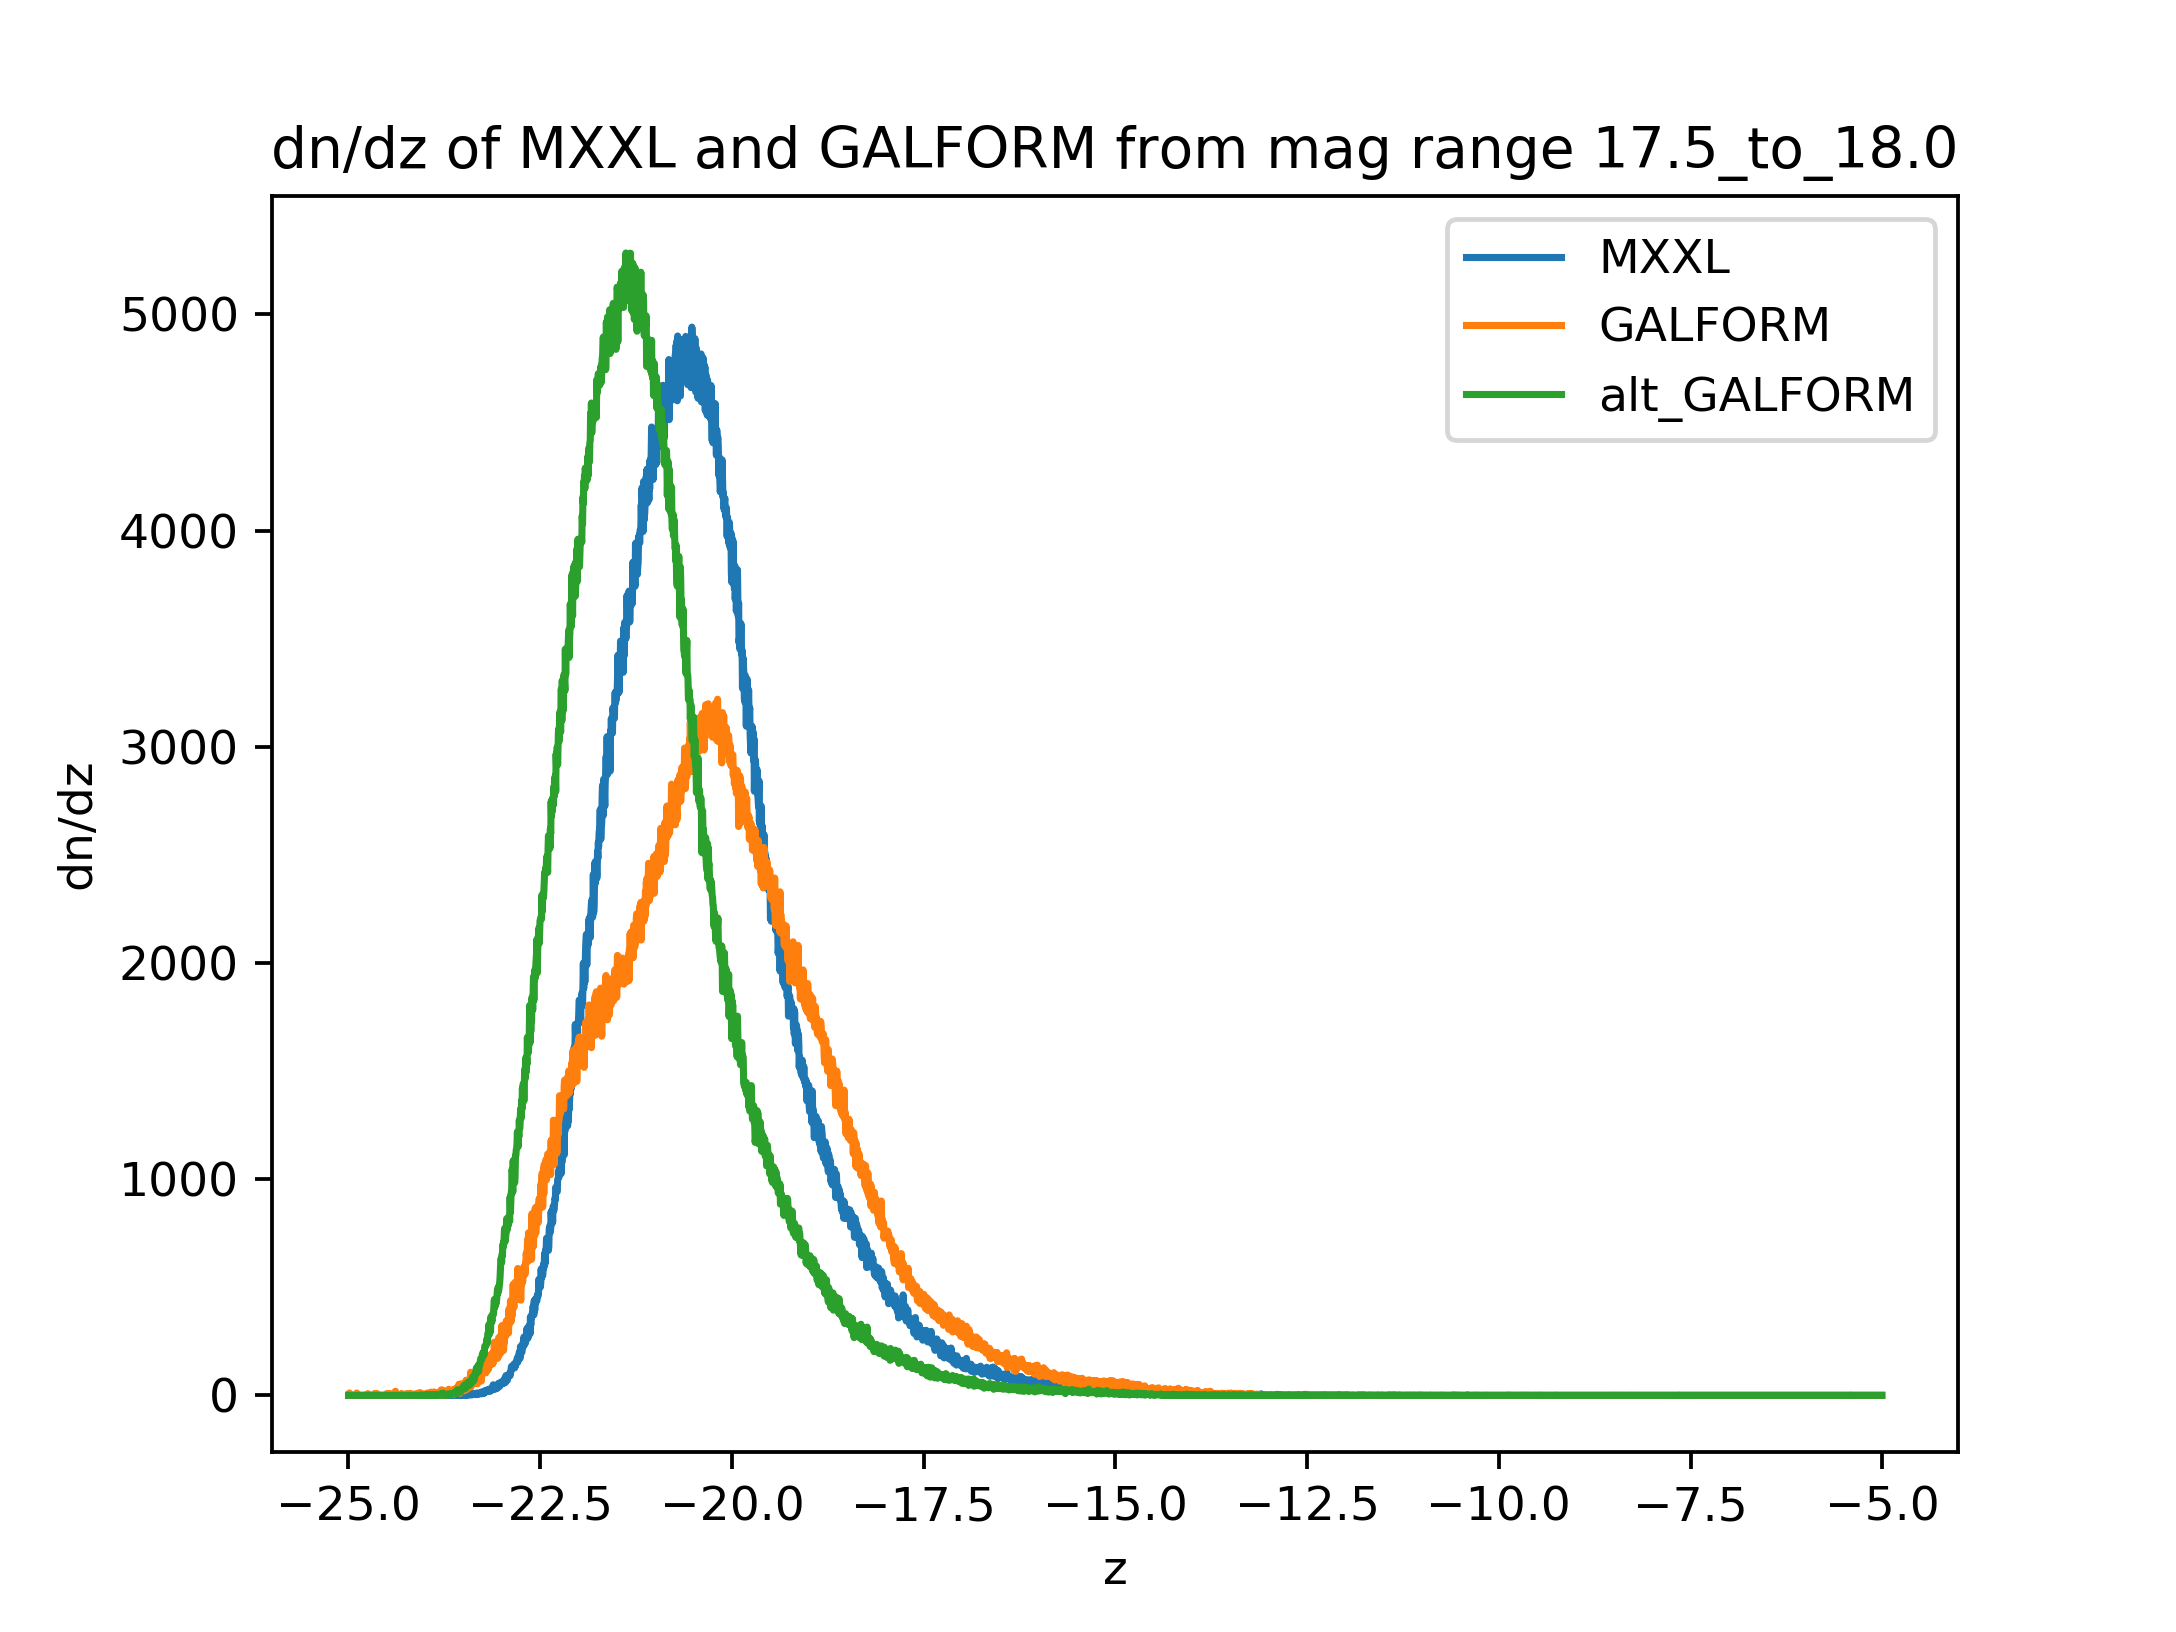 dn/dz of MXXL and GALFORM from mag range 17.5_to_18.0
MXXL
GALFORM
alt_GALFORM
5000
4000
3000
2000
1000
0
dn/dz
−25.0 −22.5 −20.0 −17.5 −15.0 −12.5 −10.0 −7.5 −5.0
z